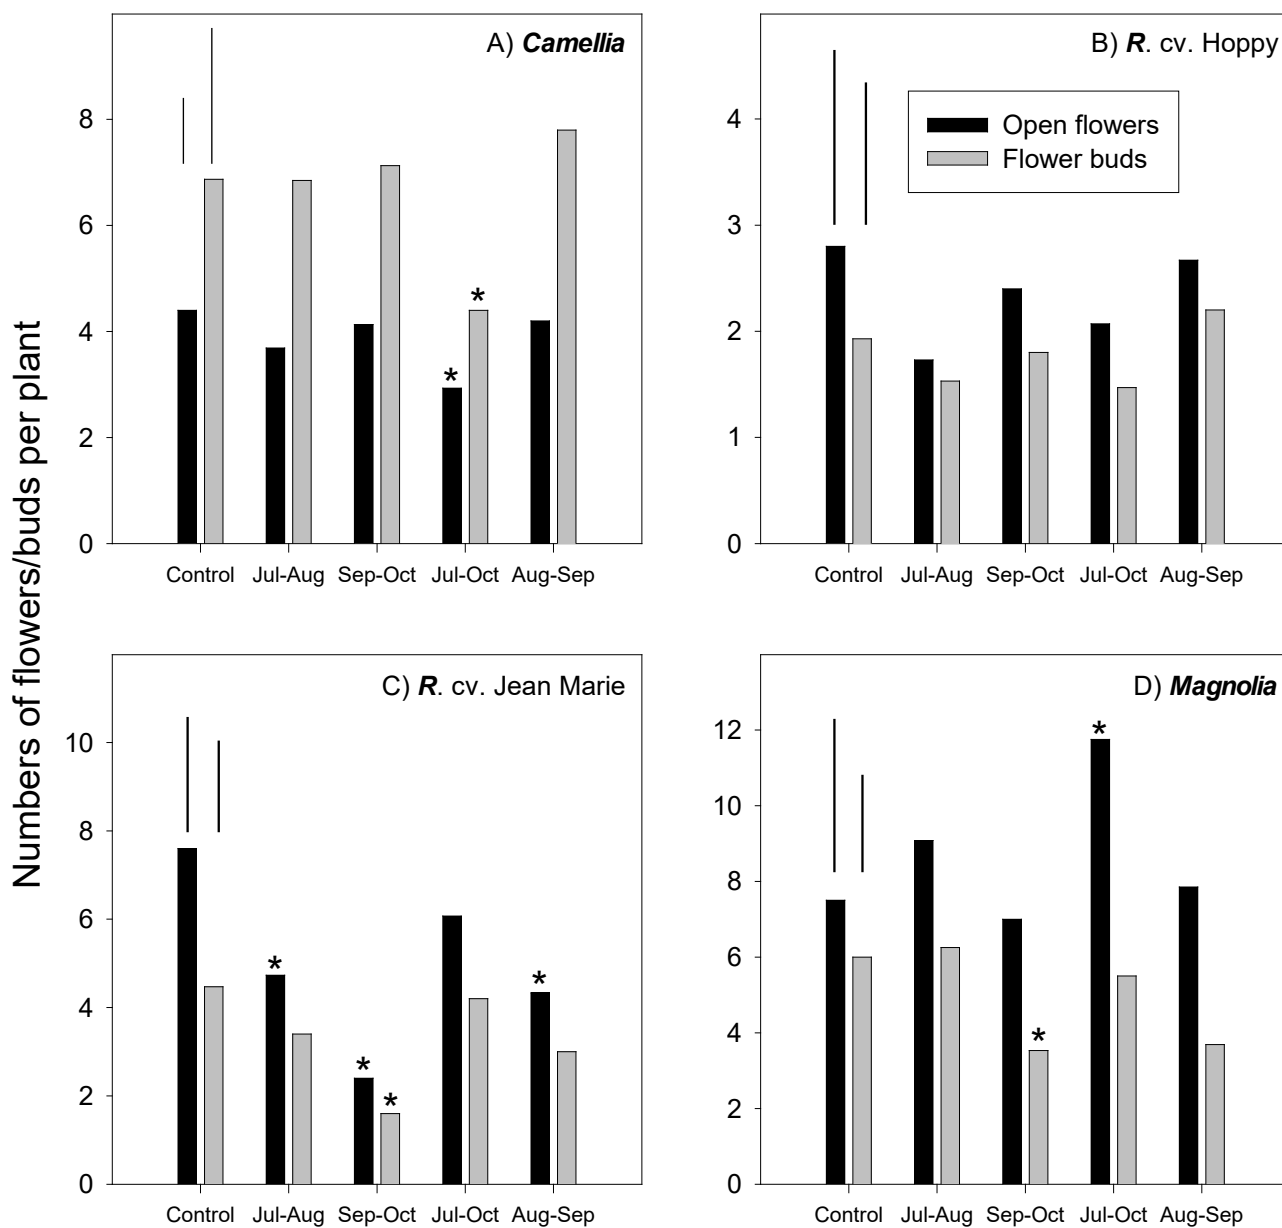 Numbers of flowers/buds per plant
A) Camellia
8
6
4
2
0
*
*
Control Jul-Aug Sep-Oct Jul-Oct Aug-Sep
B) R. cv. Hoppy
Open flowers
Flower buds
4
3
2
1
0
Control Jul-Aug Sep-Oct Jul-Oct Aug-Sep
C) R. cv. Jean Marie
10
8
6
4
2
0
*
*
*
*
Control Jul-Aug Sep-Oct Jul-Oct Aug-Sep
D) Magnolia
12
10
8
6
4
2
0
*
*
Control Jul-Aug Sep-Oct Jul-Oct Aug-Sep